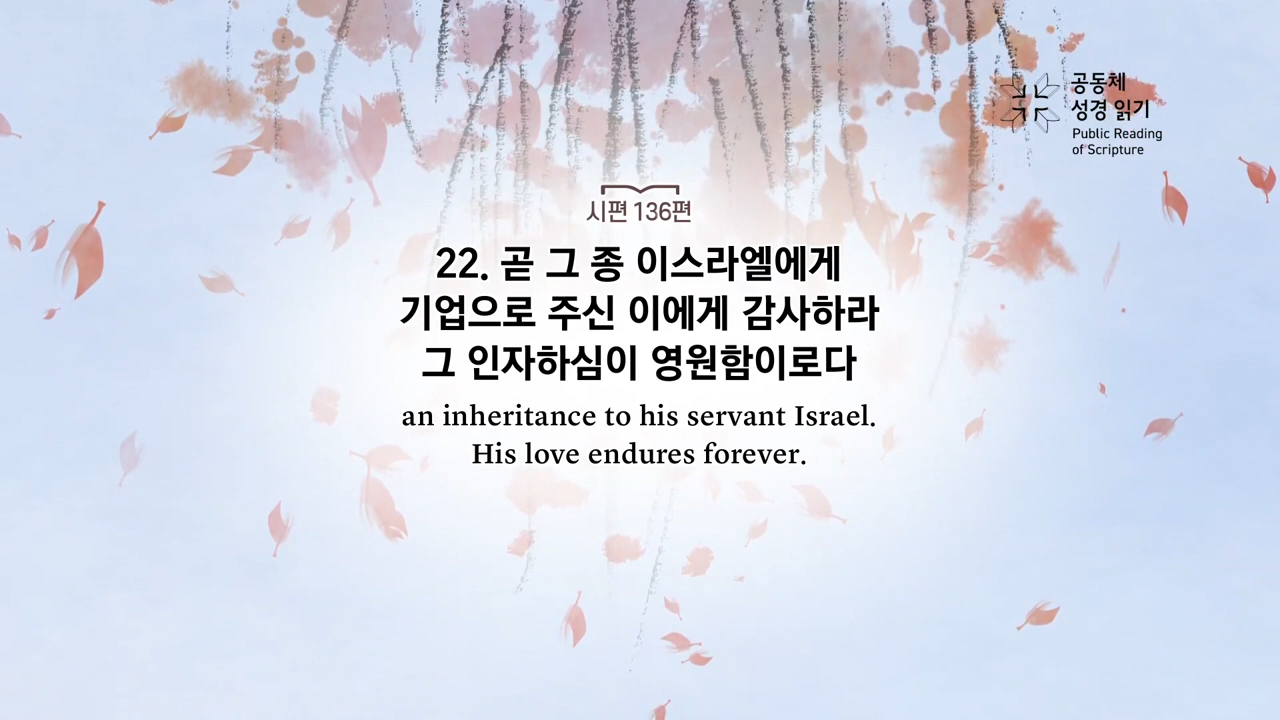 공동체
성경 읽기
Public Reading
of Scripture
시편 136편
22. 곧 그 종 이스라엘에게
기업으로 주신 이에게 감사하라
그 인자하심이 영원함이로다
an inheritance to his servant Israel.
His love endures forever.